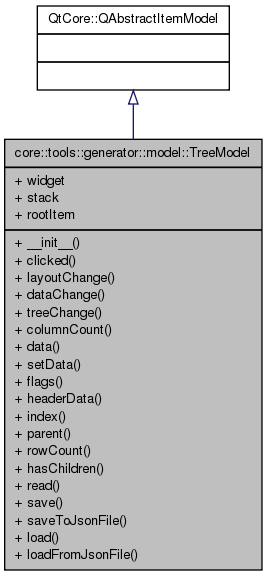 QtCore::QAbstractItemModel
core::tools::generator::model::TreeModel
+ widget
+ stack
+ rootItem
+ __init__()
+ clicked()
+ layoutChange()
+ dataChange()
+ treeChange()
+ columnCount()
+ data()
+ setData()
+ flags()
+ headerData()
+ index()
+ parent()
+ rowCount()
+ hasChildren()
+ read()
+ save()
+ saveToJsonFile()
+ load()
+ loadFromJsonFile()